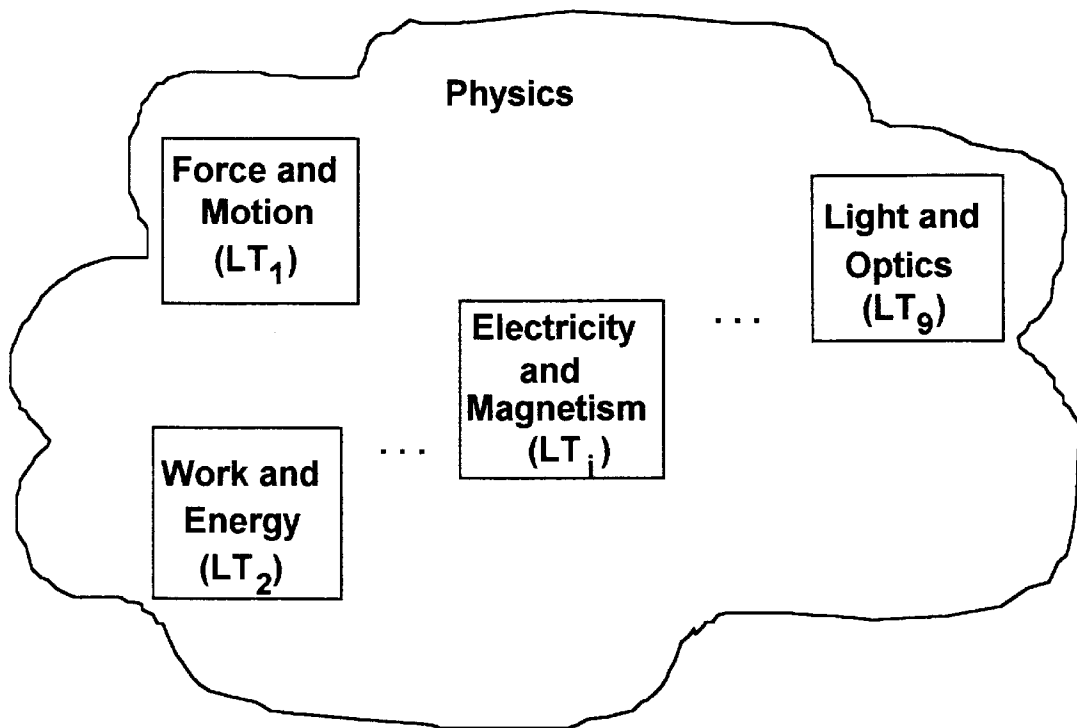 Physics
Force and
Motion
(LT1)
Light and
Optics
(LT9)
Electricity
and
Magnetism
(LTi)
. . .
. . .
Work and
Energy
(LT2)